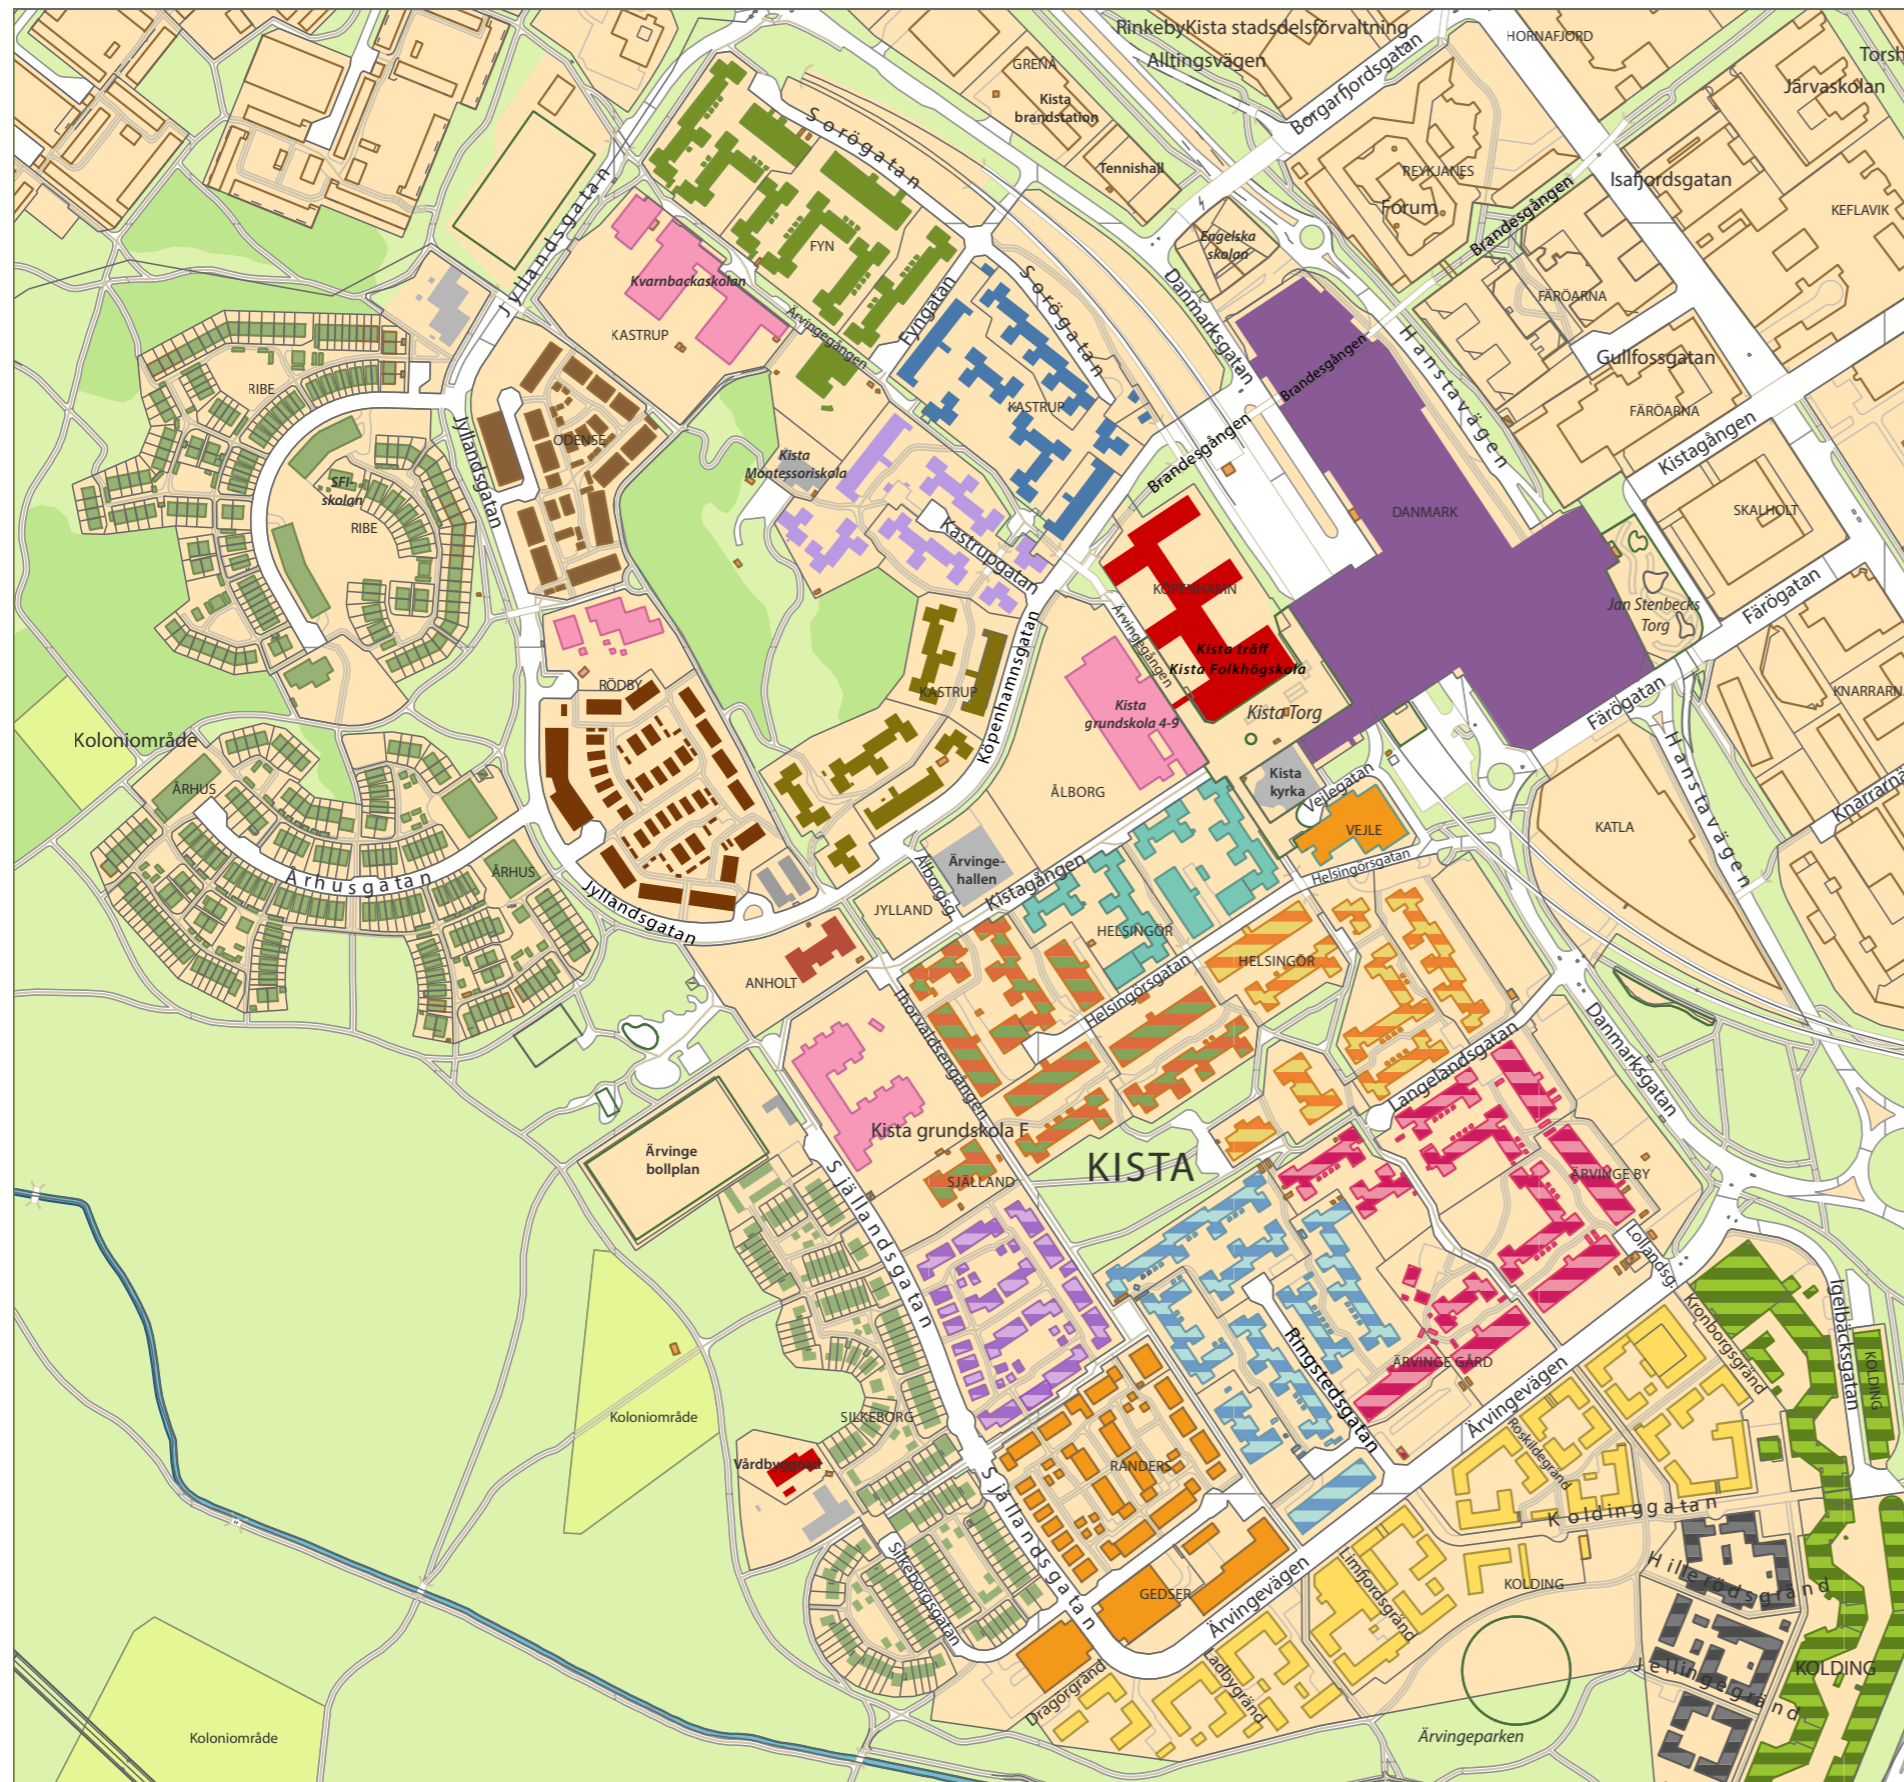 RinkebyKista stadsdelsförvaltning
Alltingsvägen
HORNAFJORD
Torsh
Järvaskolan
GRENA
Kista
brandstation
Borgarfjordsgatan
Sorögatan
Tennishall
REYKJANES
Forum
Isafjordsgatan
KEFLAVIK
Brandesgången
Jyllandsgatan
FYN
Engelska
skolan
Kvarnbackaskolan
Sorögatan
Danmarksgatan
FÄRÖARNA
KASTRUP
Ärvingegången
Fyngatan
Hanstavägen
Gullfossgatan
Brandesgången
RIBE
KASTRUP
FÄRÖARNA
ODENSE
Jyllandsgatan
Kista
Montessoriskola
Brandesgången
Kistagången
SFI-
skolan
RIBE
Kastrupgatan
DANMARK
SKALHOLT
KÖPENHAMN
Ärvingegången
Färögatan
Jan Stenbecks
Torg
Kista träff
Kista Folkhögskola
RÖDBY
KASTRUP
Köpenhamnsgatan
Kista
grundskola 4-9
Kista Torg
Färögatan
KNARRARN
Koloniområde
Hanstavägen
ÅRHUS
ÅLBORG
Kista
kyrka
Vejlegatan
Knarrarnä
VEJLE
KATLA
Århusgatan
ÅRHUS
Jyllandsgatan
Ålborgsg
Ärvinge-
hallen
Kistagången
Helsingörsgatan
JYLLAND
HELSINGÖR
HELSINGÖR
ANHOLT
Thorvaldsengången
Helsingörsgatan
Danmarksgatan
Langelandsgatan
Kista grundskola F
Ärvinge
bollplan
KISTA
SJÄLLAND
ÄRVINGE BY
Själlandsgatan
Lollandsg
Igelbäcksgatan
Kronborgsgränd
Ringstedsgatan
ÄRVINGE GÅRD
KOLDING
Ärvingevägen
Koloniområde
SILKEBORG
Roskildegränd
Vårdbyggnad
RANDERS
Själlandsgatan
Koldinggatan
Silkeborgsgatan
Limfjordsgränd
Hillerödsgränd
GEDSER
KOLDING
Ärvingevägen
Jellingegränd
KOLDING
Dragörgränd
Ladbygränd
Koloniområde
Ärvingeparken